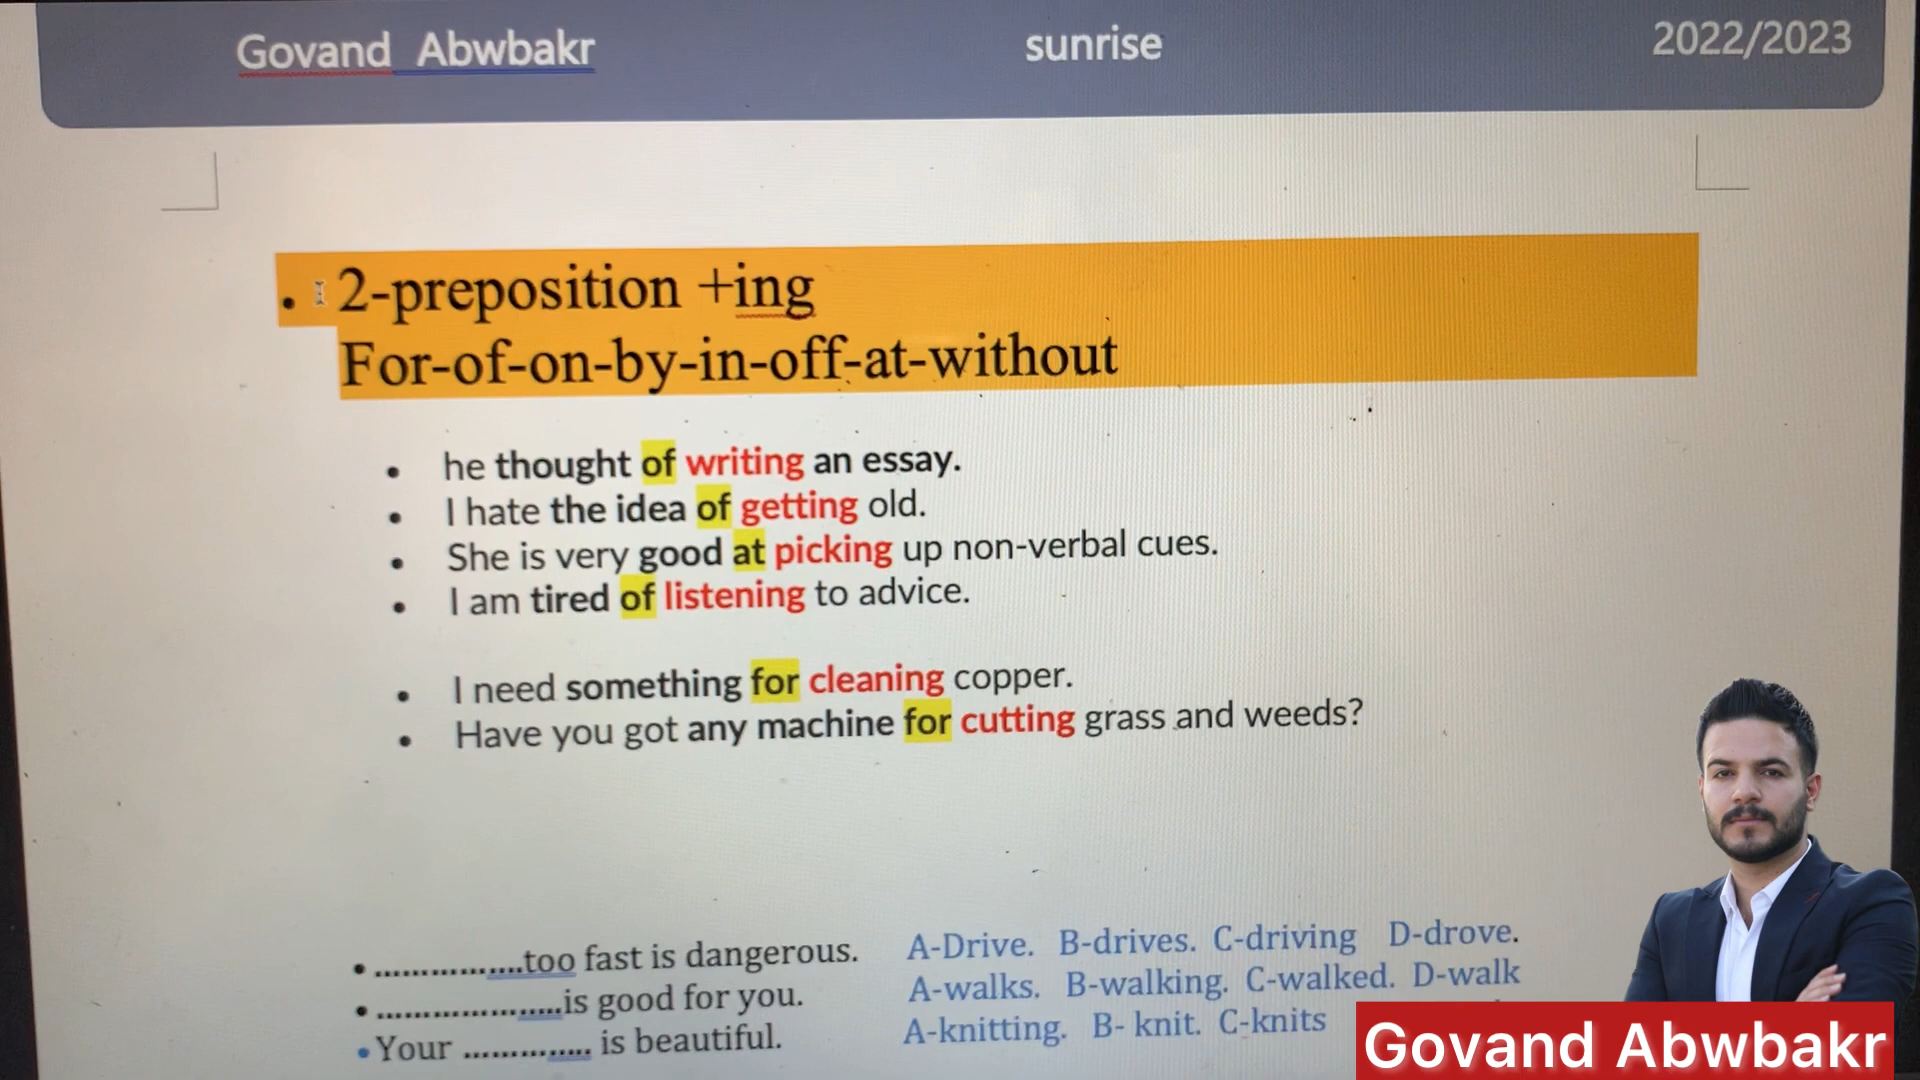 Govand Abwbakr sunrise 2022/2023
• 2-preposition +ing
For-of-on-by-in-off-at-without
• he thought of writing an essay.
• I hate the idea of getting old.
• She is very good at picking up non-verbal cues.
• I am tired of listening to advice.
• I need something for cleaning copper.
• Have you got any machine for cutting grass and weeds?
• ..................too fast is dangerous. A-Drive. B-drives. C-driving D-drove.
• .......................is good for you. A-walks. B-walking. C-walked. D-walk
• Your ............... is beautiful. A-knitting. B- knit. C-knits
Govand Abwbakr